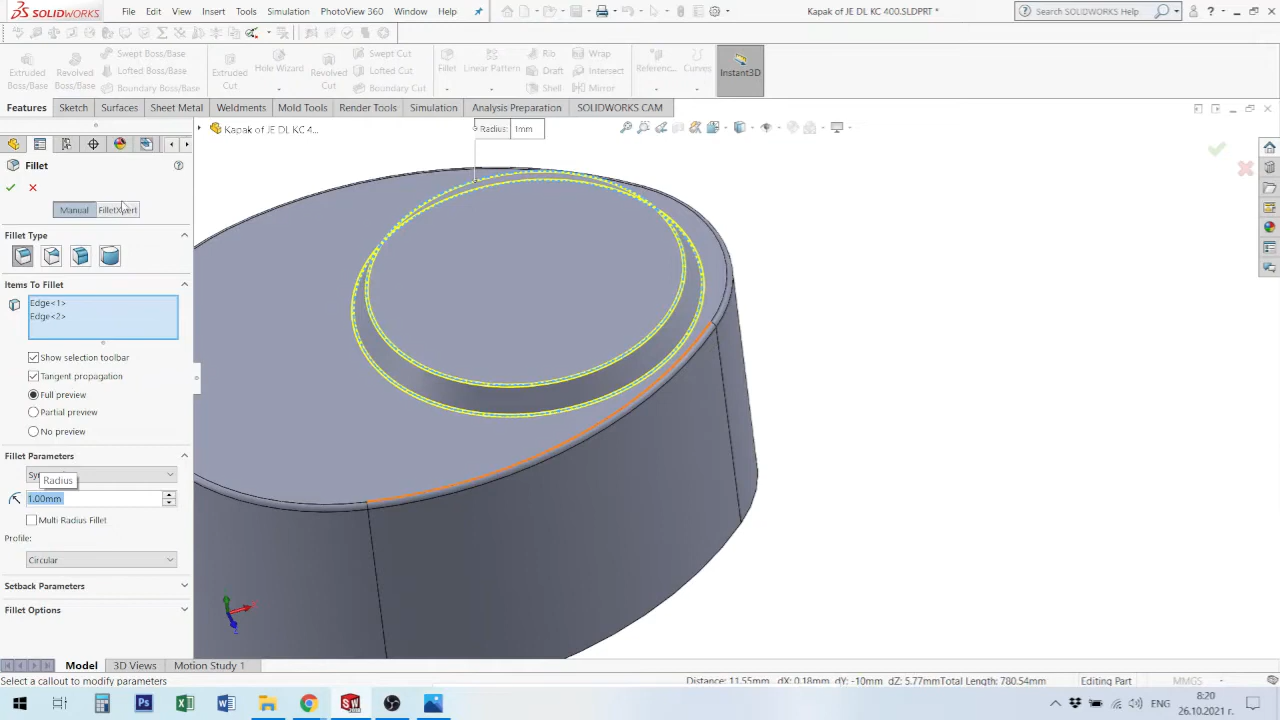 SOLIDWORKS File Edit View Insert Tools Simulation PhotoView 360 Window Help Kapak of JE DL KC 400.SLDPRT * Search SOLIDWORKS Help
Extruded Boss/Base
Revolved Boss/Base
Swept Boss/Base
Lofted Boss/Base
Boundary Boss/Base
Extruded Cut
Hole Wizard
Revolved Cut
Swept Cut
Lofted Cut
Boundary Cut
Fillet
Linear Pattern
Rib
Draft
Shell
Wrap
Intersect
Mirror
Referenc...
Curves
Instant3D
Features Sketch Surfaces Sheet Metal Weldments Mold Tools Render Tools Simulation Analysis Preparation SOLIDWORKS CAM
Kapak of JE DL KC 4...
Radius: 1mm
Fillet
Manual FilletXpert
Fillet Type
Items To Fillet
Edge<1>
Edge<2>
Show selection toolbar
Tangent propagation
Full preview
Partial preview
No preview
Fillet Parameters
Radius
1.00mm
Multi Radius Fillet
Profile:
Circular
Setback Parameters
Fillet Options
Model 3D Views Motion Study 1
Select a callout to modify parameters Distance: 11.55mm dX: 0.18mm dY: -10mm dZ: 5.77mm Total Length: 780.54mm Editing Part MMGS
8:20
26.10.2021 г.